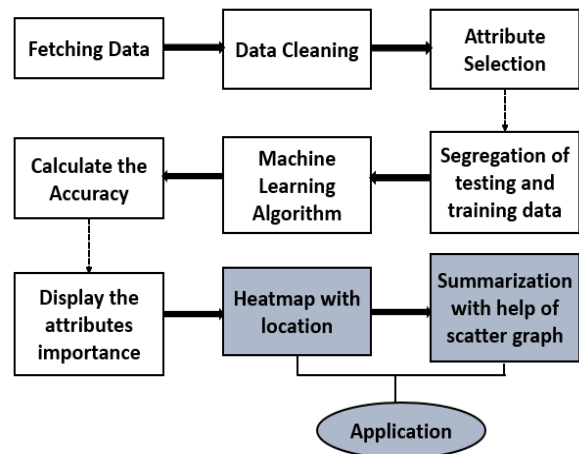 Fetching Data
Data Cleaning
Attribute
Selection
Segregation of
testing and
training data
Machine
Learning
Algorithm
Calculate the
Accuracy
Display the
attributes
importance
Heatmap with
location
Summarization
with help of
scatter graph
Application